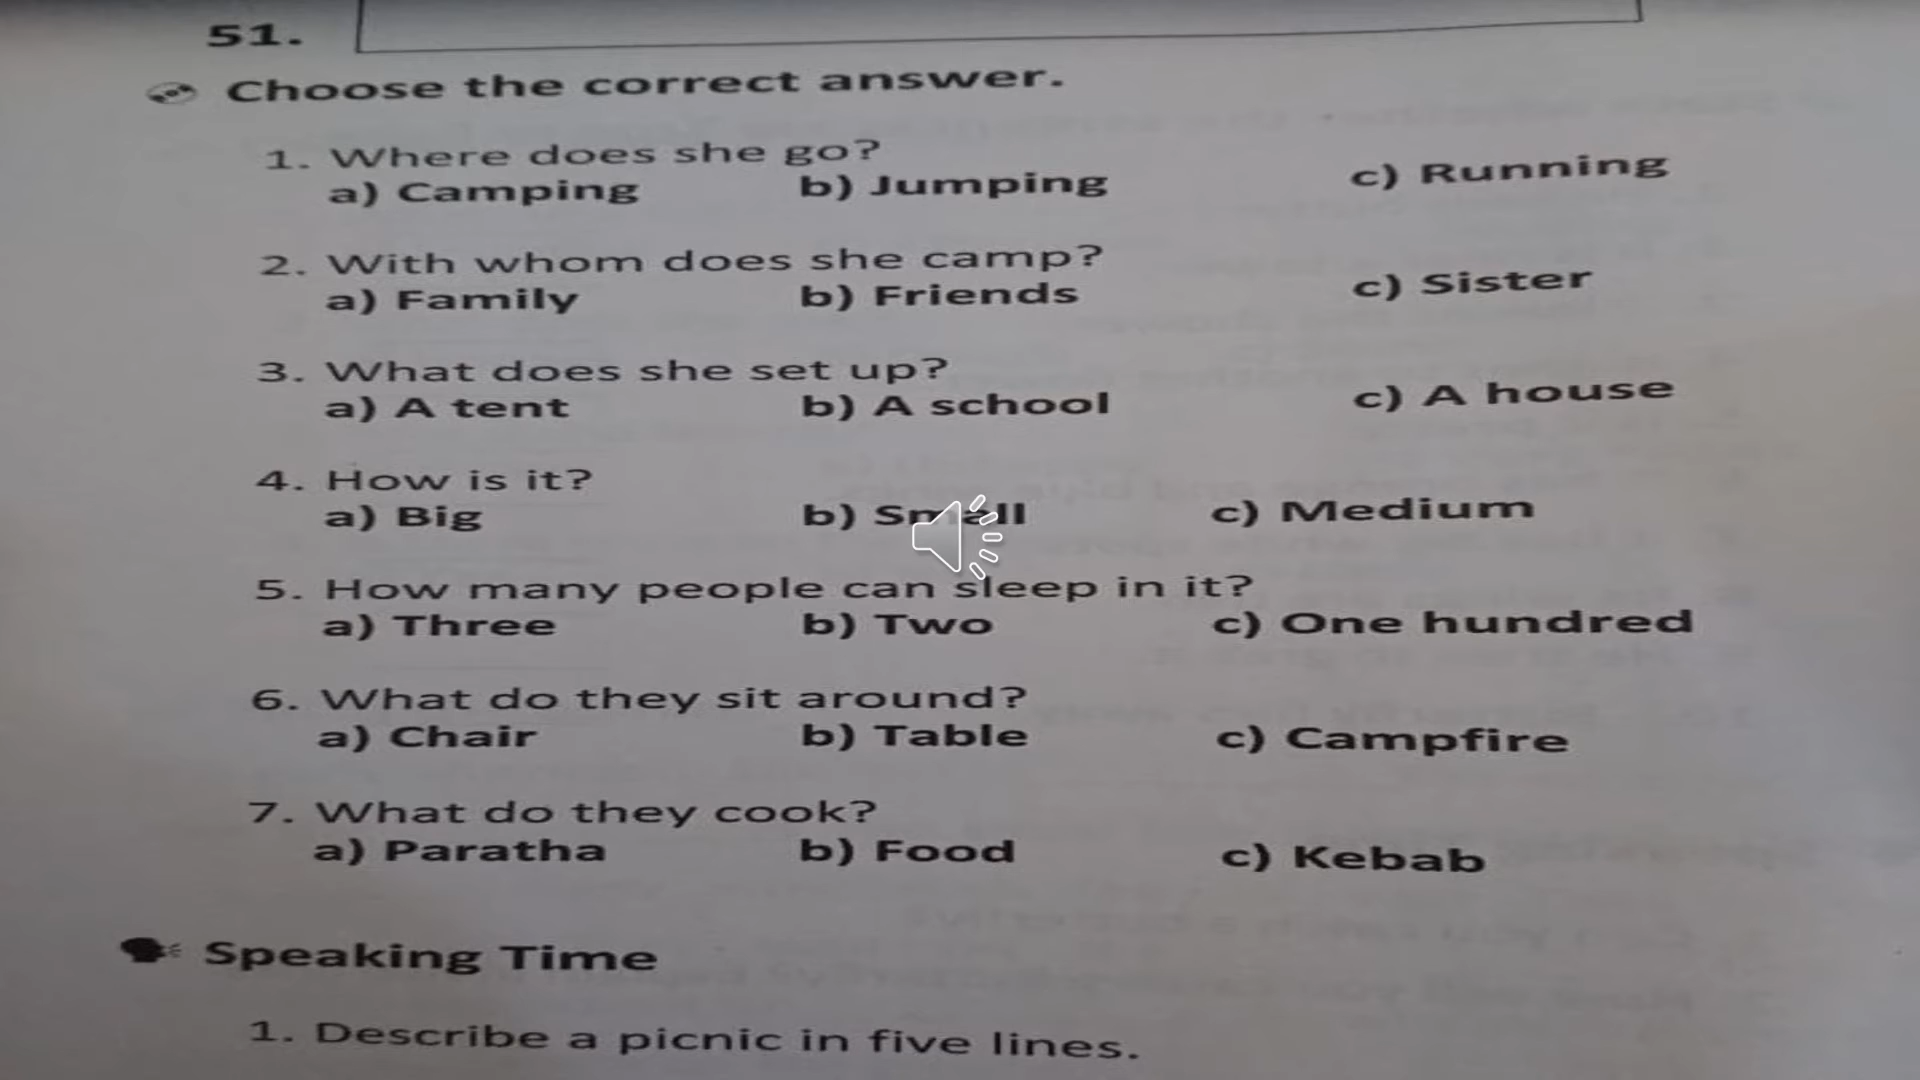 51.
Choose the correct answer.
1. Where does she go?
a) Camping b) Jumping c) Running
2. With whom does she camp?
a) Family b) Friends c) Sister
3. What does she set up?
a) A tent b) A school c) A house
4. How is it?
a) Big b) Small c) Medium
5. How many people can sleep in it?
a) Three b) Two c) One hundred
6. What do they sit around?
a) Chair b) Table c) Campfire
7. What do they cook?
a) Paratha b) Food c) Kebab
Speaking Time
1. Describe a picnic in five lines.